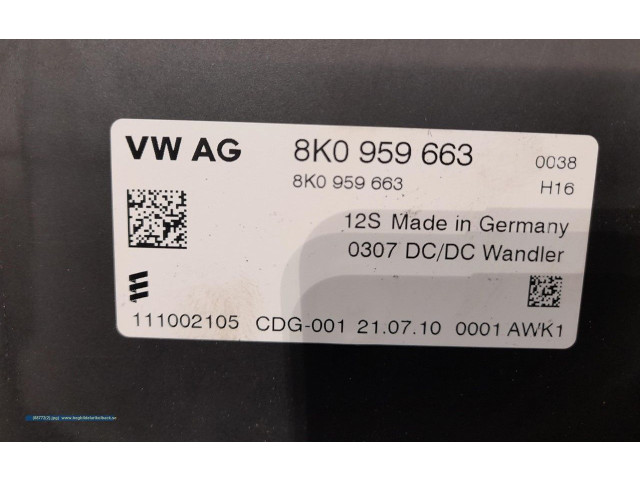 VW AG 8K0 959 663 0038
8K0 959 663 H16
12S Made in Germany
0307 DC/DC Wandler
111002105 CDG-001 21.07.10 0001 AWK1